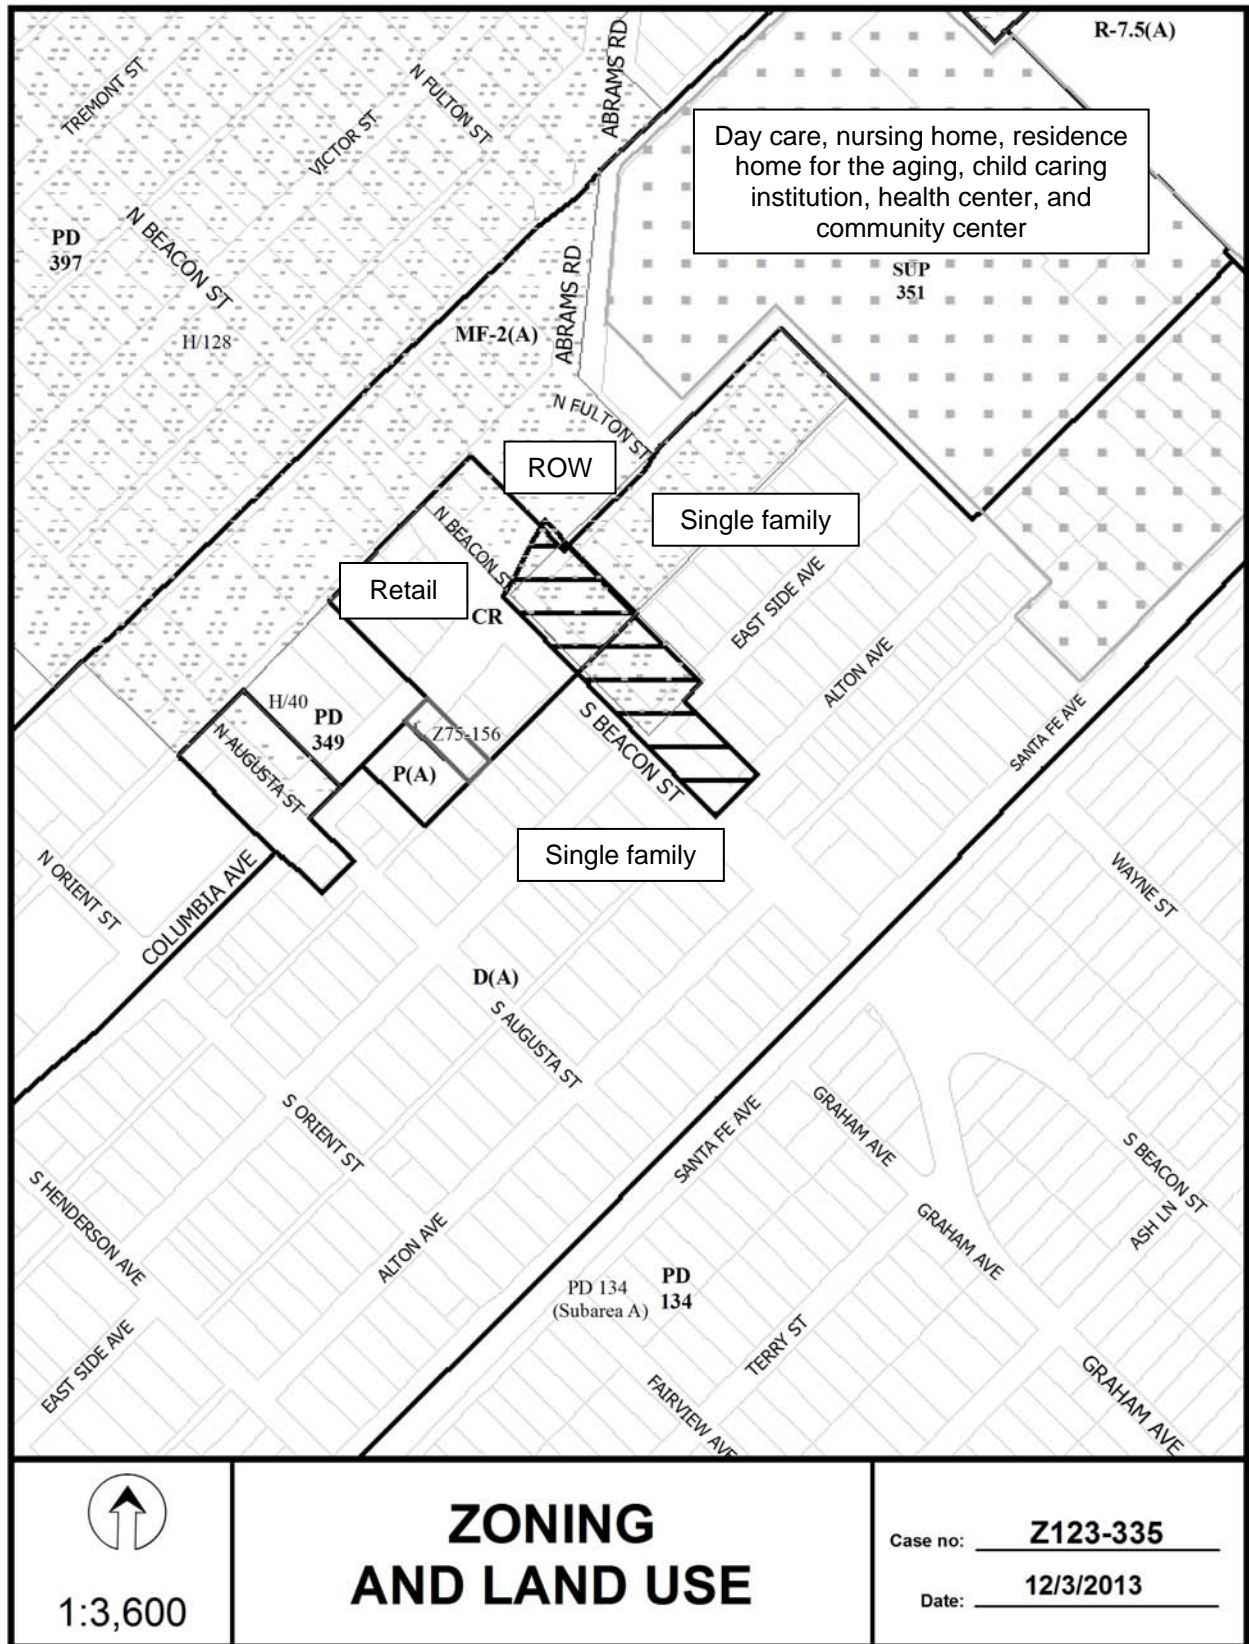 R-7.5(A)
ABRAMS RD
TREMONT ST
N FULTON ST
VICTOR ST
Day care, nursing home, residence
home for the aging, child caring
institution, health center, and
community center
PD
397
N BEACON ST
SUP
351
ABRAMS RD
H/128
MF-2(A)
N FULTON ST
ROW
Single family
N BEACON ST
Retail
CR
EAST SIDE AVE
ALTON AVE
H/40
PD
349
Z75-156
S BEACON ST
SANTA FE AVE
N AUGUSTA ST
P(A)
Single family
N ORIENT ST
COLUMBIA AVE
WAYNE ST
D(A)
S AUGUSTA ST
S ORIENT ST
SANTA FE AVE
GRAHAM AVE
S BEACON ST
S HENDERSON AVE
ALTON AVE
GRAHAM AVE
ASH LN
PD 134
(Subarea A)
PD
134
EAST SIDE AVE
TERRY ST
FAIRVIEW AVE
GRAHAM AVE
1:3,600
ZONING
AND LAND USE
Case no: Z123-335
Date: 12/3/2013